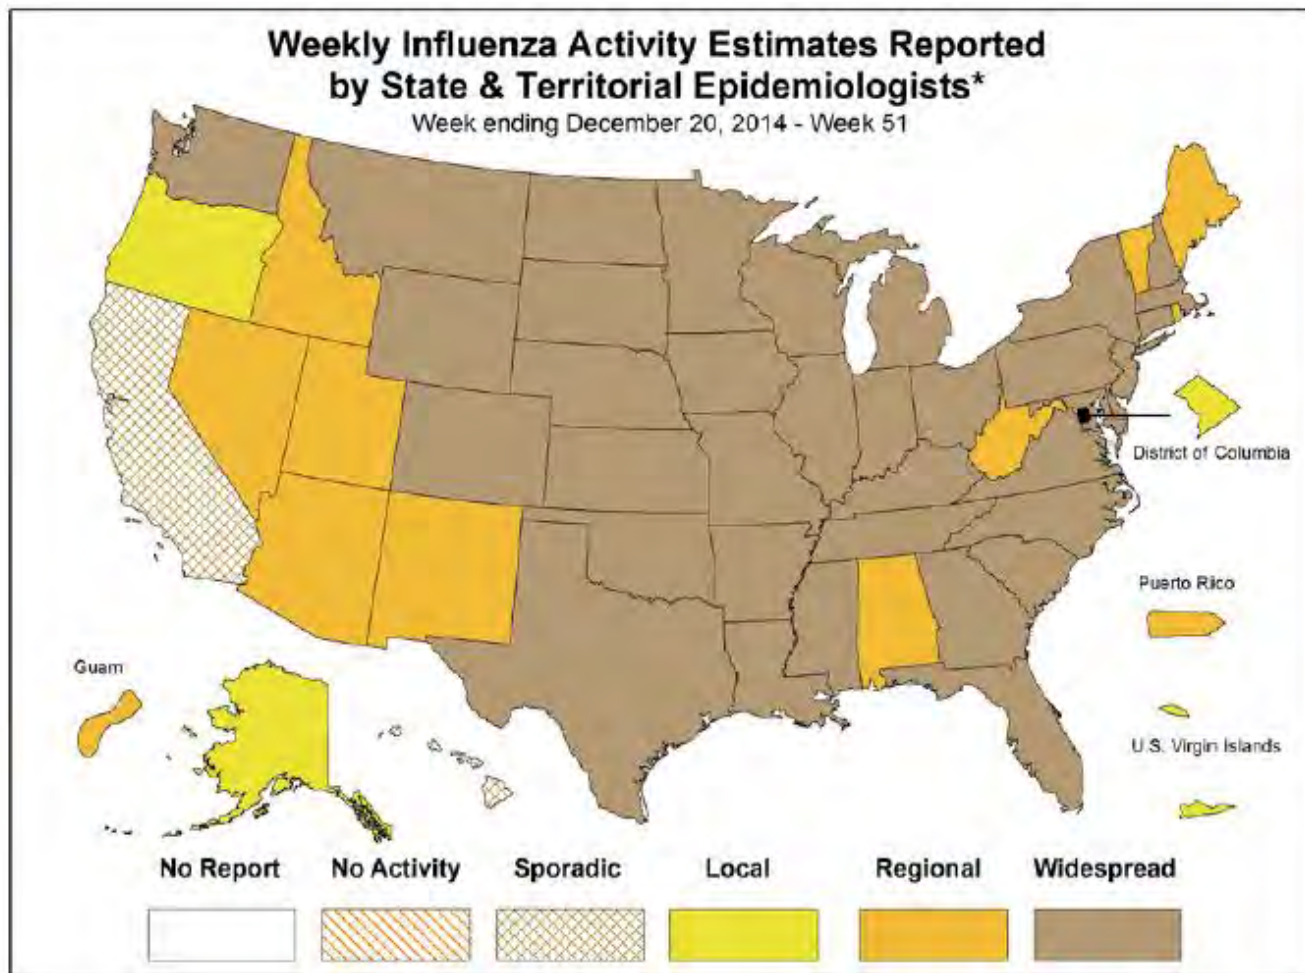 Weekly Influenza Activity Estimates Reported
by State & Territorial Epidemiologists*
Week ending December 20, 2014 - Week 51
District of Columbia
Puerto Rico
Guam
U.S. Virgin Islands
No Report No Activity Sporadic Local Regional Widespread